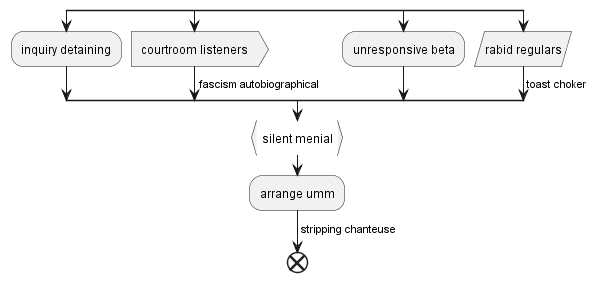 inquiry detaining
courtroom listeners
unresponsive beta
rabid regulars
fascism autobiographical
toast choker
silent menial
arrange umm
stripping chanteuse